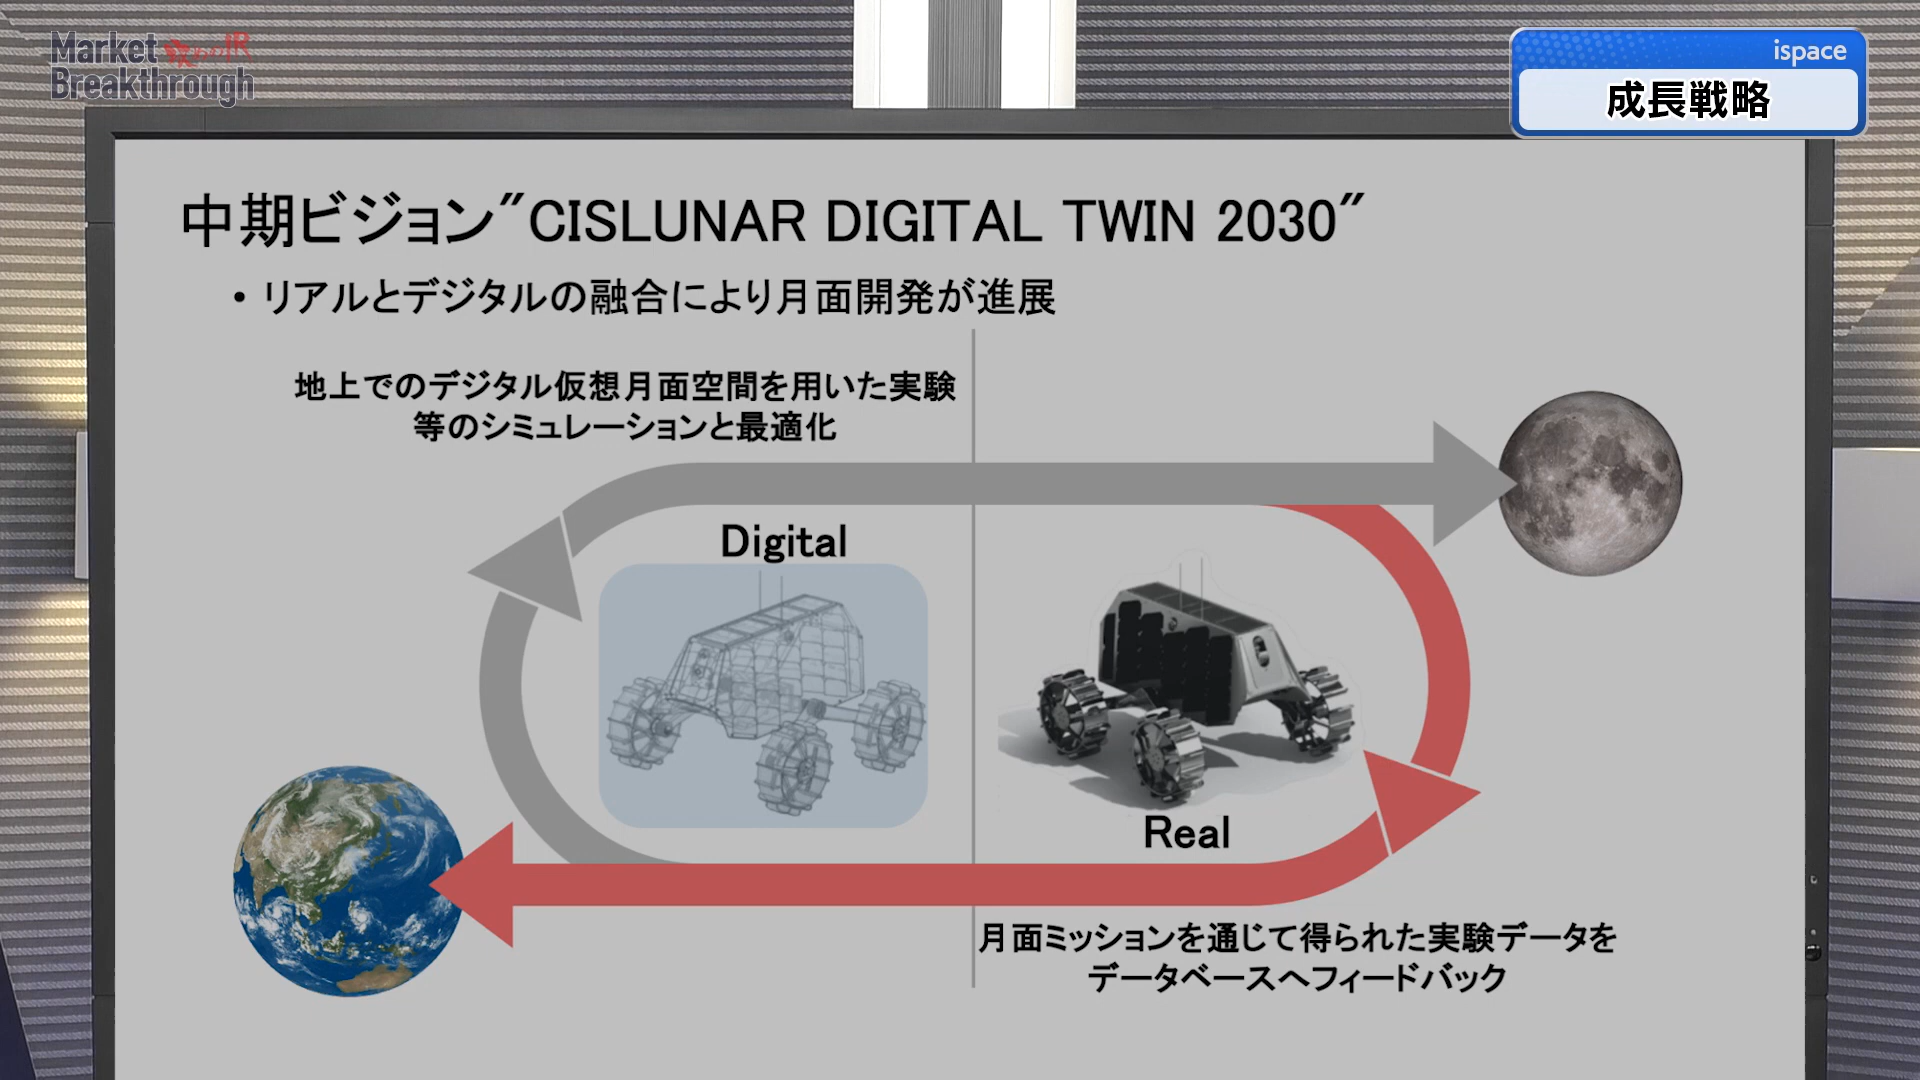 Market 攻めのIR
Breakthrough
ispace
成長戦略
中期ビジョン"CISLUNAR DIGITAL TWIN 2030"
• リアルとデジタルの融合により月面開発が進展
地上でのデジタル仮想月面空間を用いた実験
等のシミュレーションと最適化
Digital
Real
月面ミッションを通じて得られた実験データを
データベースへフィードバック